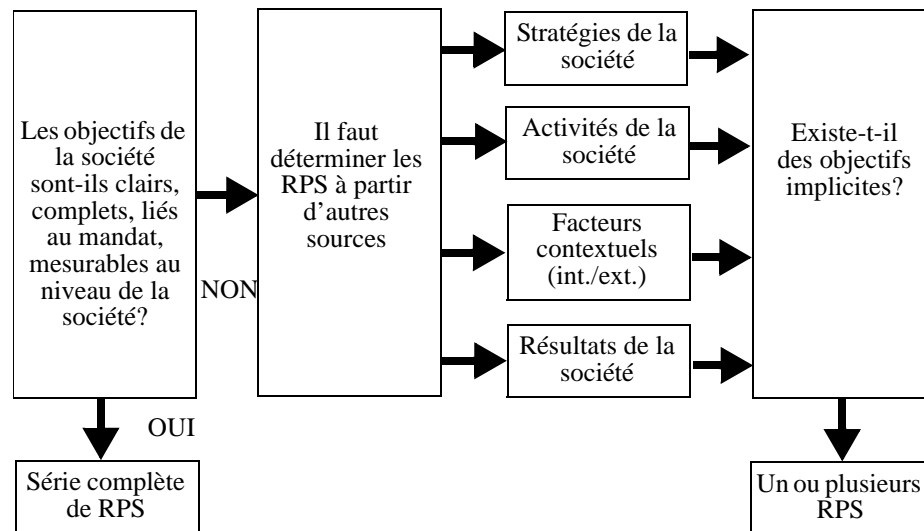 Les objectifs de
la société
sont-ils clairs,
complets, liés
au mandat,
mesurables au
niveau de la
société?
NON
OUI
Série complète
de RPS
Il faut
déterminer les
RPS à partir
d'autres
sources
Stratégies de la
société
Activités de la
société
Facteurs
contextuels
(int./ext.)
Résultats de la
société
Existe-t-il
des objectifs
implicites?
Un ou plusieurs
RPS